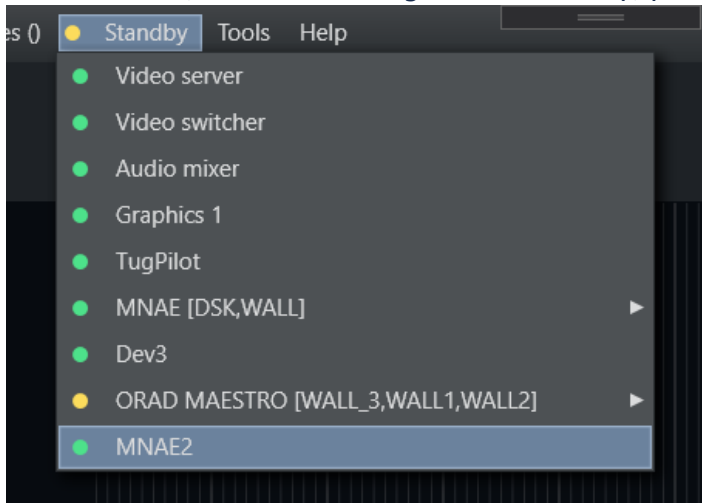 es () Standby Tools Help
Video server
Video switcher
Audio mixer
Graphics 1
TugPilot
MNAE [DSK,WALL]
Dev3
ORAD MAESTRO [WALL_3,WALL1,WALL2]
MNAE2